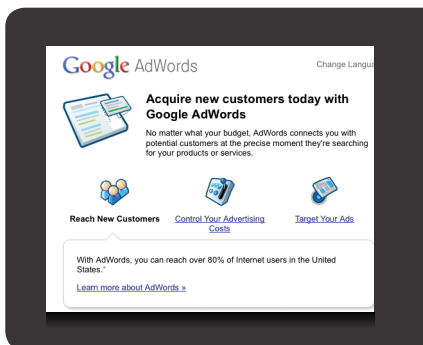 Google AdWords
Change Langua
Acquire new customers today with
Google AdWords
No matter what your budget, AdWords connects you with
potential customers at the precise moment they're searching
for your products or services.
Reach New Customers
Control Your Advertising
Costs
Target Your Ads
With AdWords, you can reach over 80% of Internet users in the United
States.*
Learn more about AdWords »